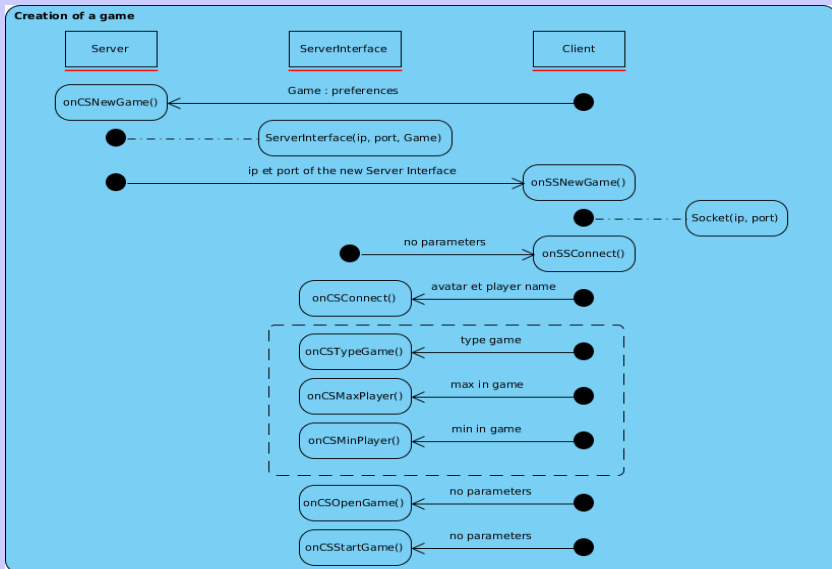 Creation of a game
Server
ServerInterface
Client
Game : preferences
onCSNewGame()
ServerInterface(ip, port, Game)
ip et port of the new Server Interface
onSSNewGame()
Socket(ip, port)
no parameters
onSSConnect()
avatar et player name
onCSConnect()
type game
onCSTypeGame()
max in game
onCSMaxPlayer()
min in game
onCSMinPlayer()
no parameters
onCSOpenGame()
no parameters
onCSStartGame()